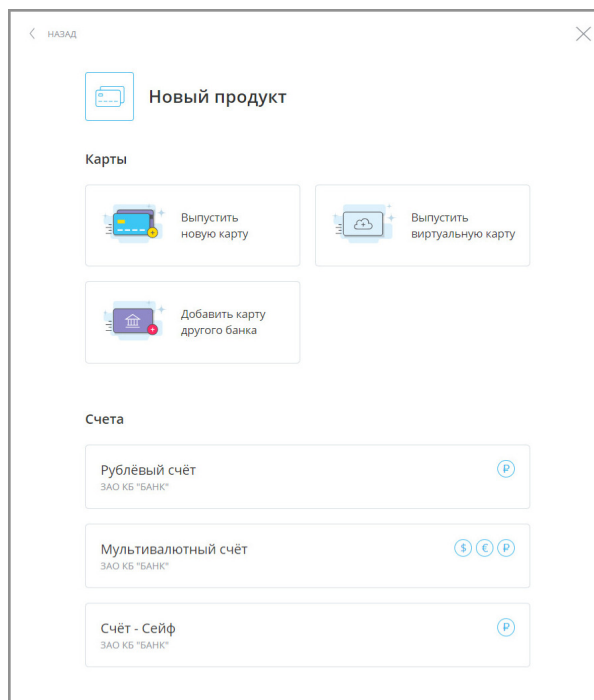 НАЗАД
Новый продукт
Карты
Выпустить
новую карту
Выпустить
виртуальную карту
Добавить карту
другого банка
Счета
Рублёвый счёт
₽
ЗАО КБ "БАНК"
Мультивалютный счёт
$ € ₽
ЗАО КБ "БАНК"
Счёт - Сейф
₽
ЗАО КБ "БАНК"